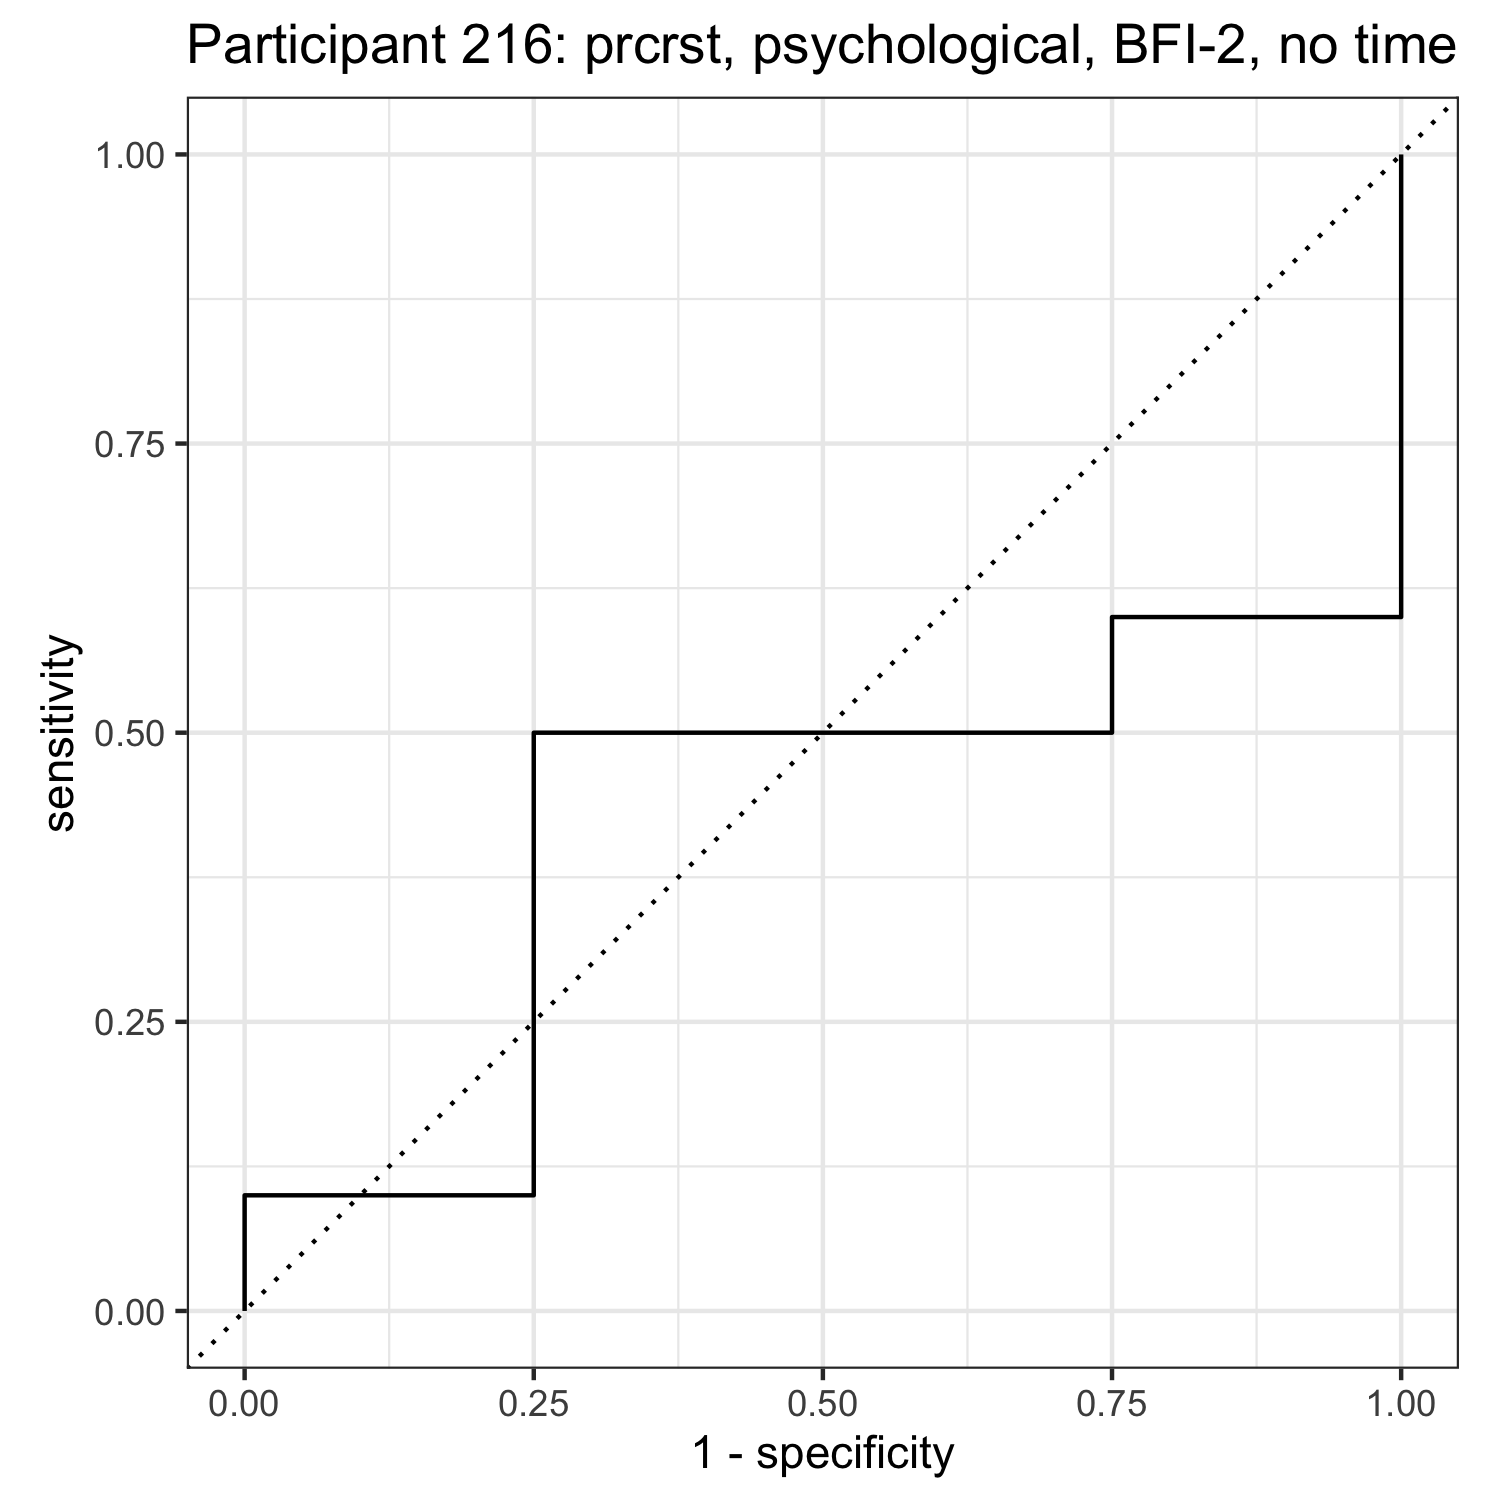 Participant 216: prcrst, psychological, BFI-2, no time
1.00
0.75
0.50
0.25
0.00
sensitivity
0.00 0.25 0.50 0.75 1.00
1 - specificity